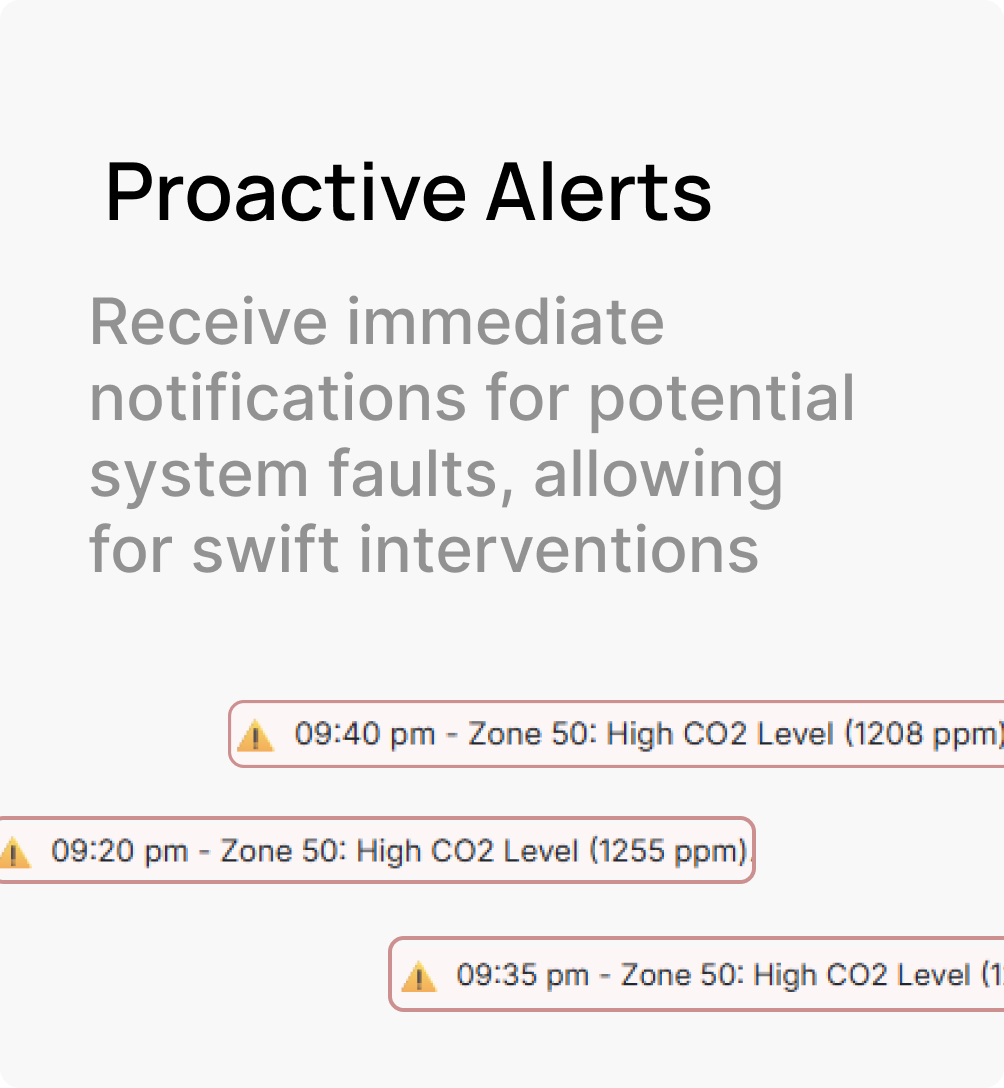 Proactive Alerts
Receive immediate
notifications for potential
system faults, allowing
for swift interventions
09:40 pm - Zone 50: High CO2 Level (1208 ppm)
09:20 pm - Zone 50: High CO2 Level (1255 ppm).
09:35 pm - Zone 50: High CO2 Level (1